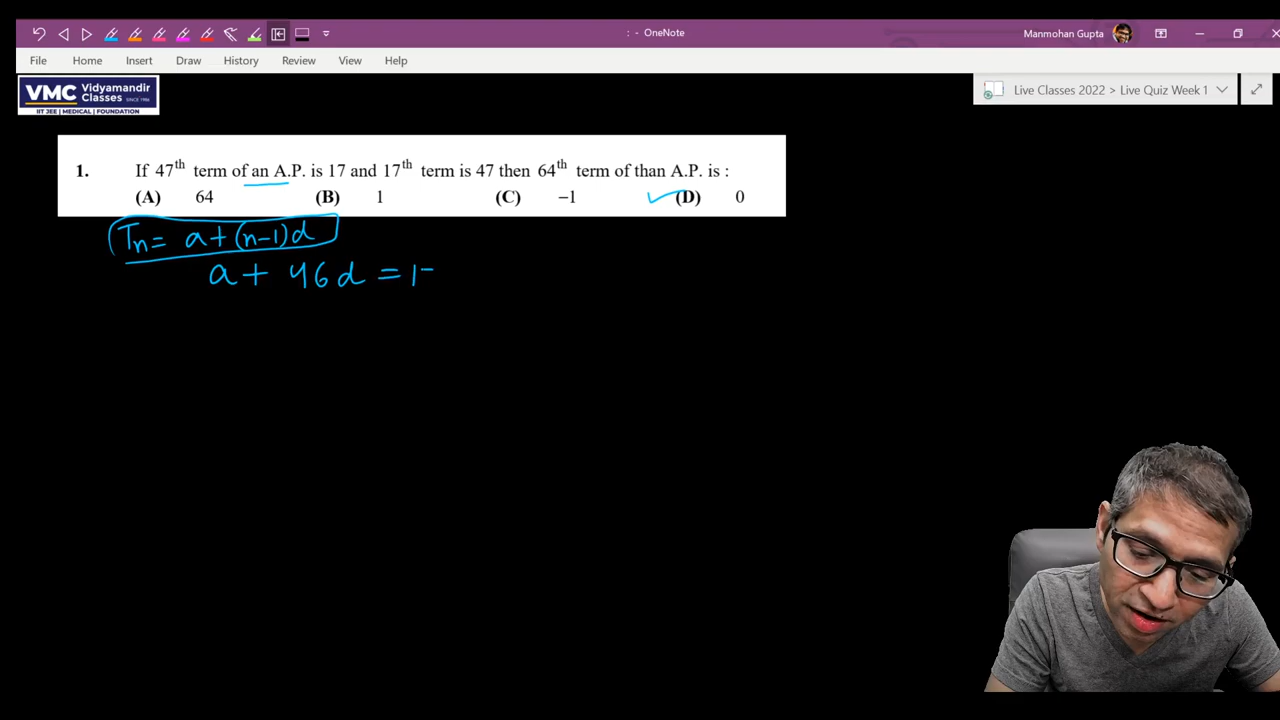 : - OneNote
Manmohan Gupta
File Home Insert Draw History Review View Help
VMC Vidyamandir Classes SINCE 1986
IIT JEE | MEDICAL | FOUNDATION
Live Classes 2022 > Live Quiz Week 1
1. If 47th term of an A.P. is 17 and 17th term is 47 then 64th term of than A.P. is :
(A) 64 (B) 1 (C) −1 (D) 0
Tn = a+(n-1)d
a + 46d = 1